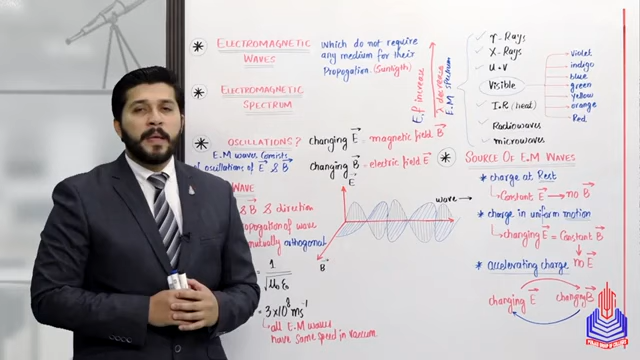 * ELECTROMAGNETIC WAVES
which do not require any medium for their Propogation. (Sunligth)
* ELECTROMAGNETIC SPECTRUM
E, f increase
λ decrease
E.M spectrum
γ-Rays
X-Rays
U.V
Visible
I.R (heat)
Radiowaves
microwaves
violet
indigo
blue
green
yellow
orange
Red
* OSCILLATIONS?
changing E = magnetic field B
E.M waves consists of oscillations of E & B
changing B = electric field E
WAVE
& B & direction
propogation of wave
mutually orthogonal
E
B
wave
= 1/√μ₀ε₀
= 3×10⁸ ms⁻¹
all E.M waves have same speed in vaccum
* SOURCE OF E.M WAVES
* charge at Rest
Constant E → no B
* charge in uniform motion
changing E = Constant B
no E
* accelerating charge
changing E changing B